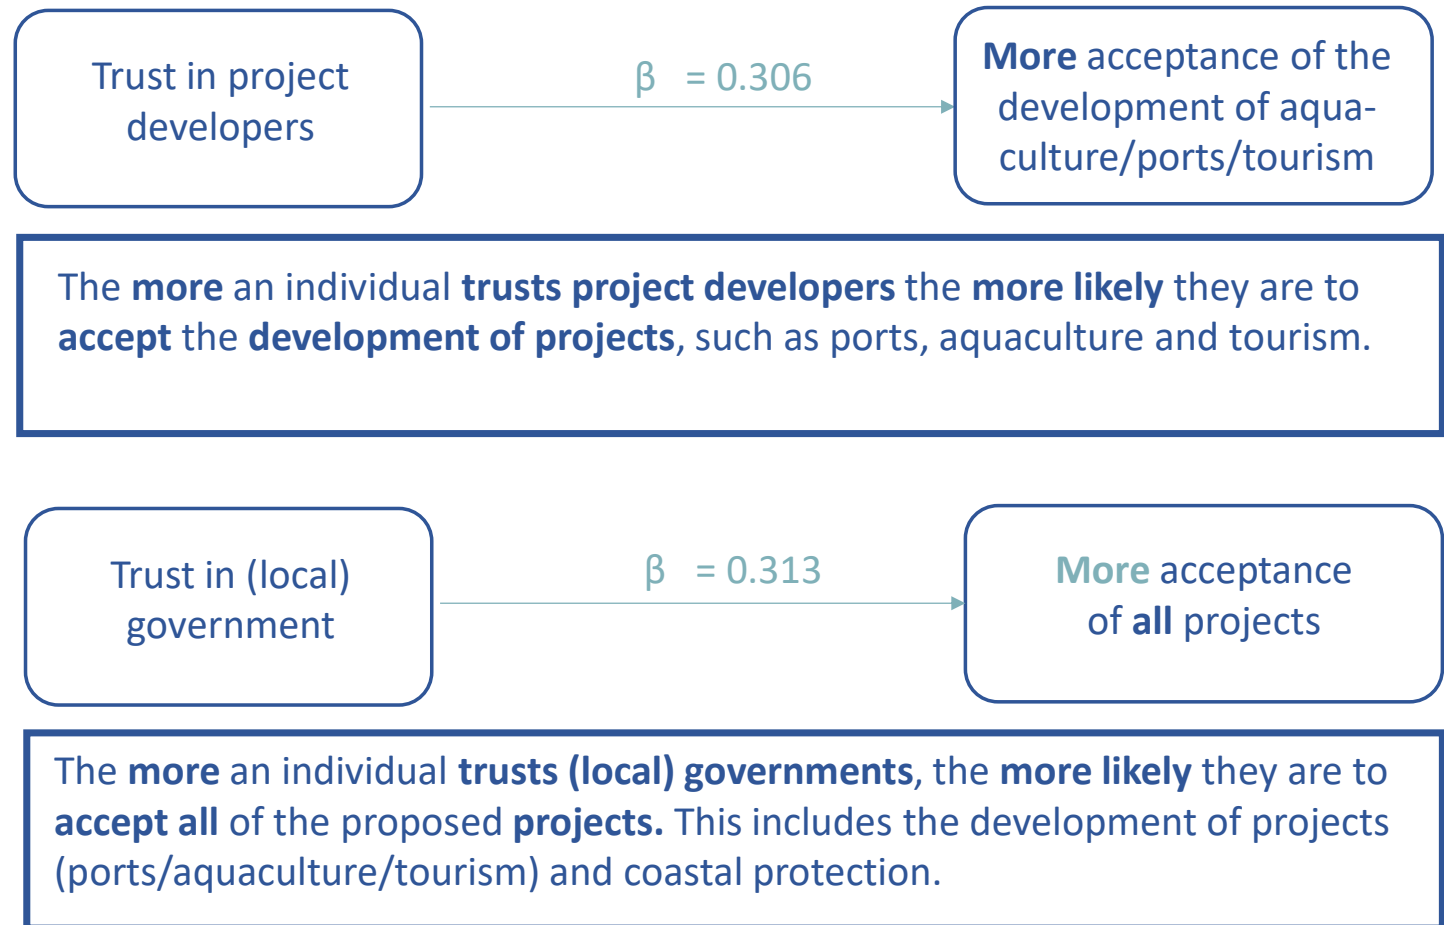 Trust in project
developers
β = 0.306
More acceptance of the
development of aqua-
culture/ports/tourism
The more an individual trusts project developers the more likely they are to
accept the development of projects, such as ports, aquaculture and tourism.
Trust in (local)
government
β = 0.313
More acceptance
of all projects
The more an individual trusts (local) governments, the more likely they are to
accept all of the proposed projects. This includes the development of projects
(ports/aquaculture/tourism) and coastal protection.